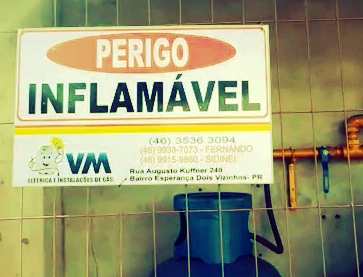 PERIGO
INFLAMÁVEL
(46) 3536 3094
(46) 9938-7073 - FERNANDO
(46) 9915-9860 - SIDINEI
VM
ELÉTRICA E INSTALAÇÕES DE GÁS
Rua Augusto Kuffner 240
Bairro Esperança Dois Vizinhos- PR